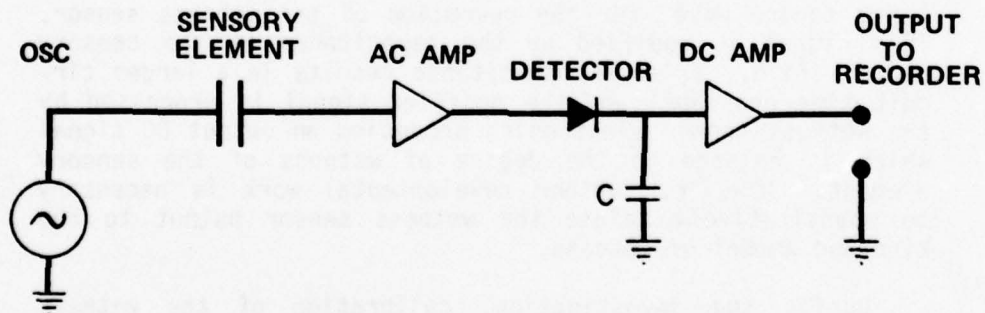 SENSORY
ELEMENT
OSC
AC AMP
DETECTOR
DC AMP
OUTPUT
TO
RECORDER
C